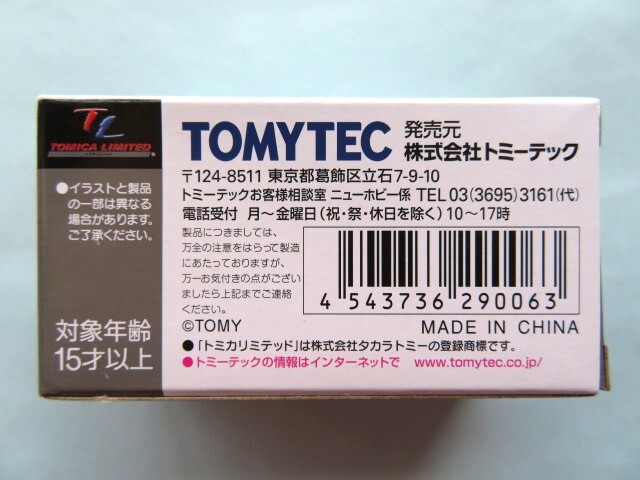 TL
TOMICA LIMITED
TOMYTEC
発売元
株式会社トミーテック
〒124-8511 東京都葛飾区立石7-9-10
トミーテックお客様相談室 ニューホビー係 TEL 03(3695)3161(代)
電話受付 月〜金曜日(祝・祭・休日を除く)10〜17時
●イラストと製品
の一部は異なる
場合があります。
ご了承ください。
対象年齢
15才以上
製品につきましては、
万全の注意をはらって製造
にあたっておりますが、
万一お気付きの点がござい
ましたら上記までご連絡
ください。
4 543736 290063
©TOMY
MADE IN CHINA
●「トミカリミテッド」は株式会社タカラトミーの登録商標です。
●トミーテックの情報はインターネットで www.tomytec.co.jp/